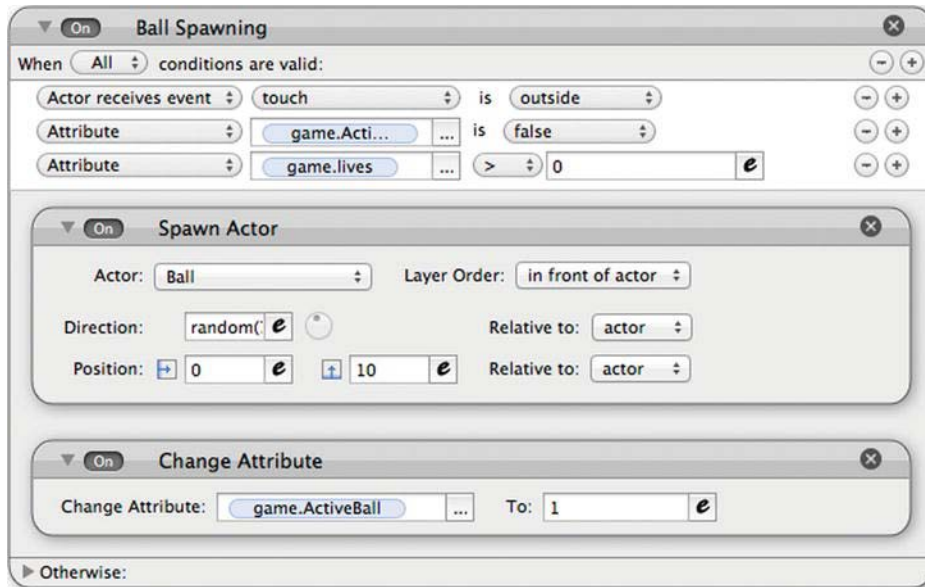 On Ball Spawning
When All conditions are valid:
Actor receives event touch is outside
Attribute game.Acti... ... is false
Attribute game.lives ... > 0 e
On Spawn Actor
Actor: Ball Layer Order: in front of actor
Direction: random( e Relative to: actor
Position: 0 e 10 e Relative to: actor
On Change Attribute
Change Attribute: game.ActiveBall ... To: 1 e
Otherwise: